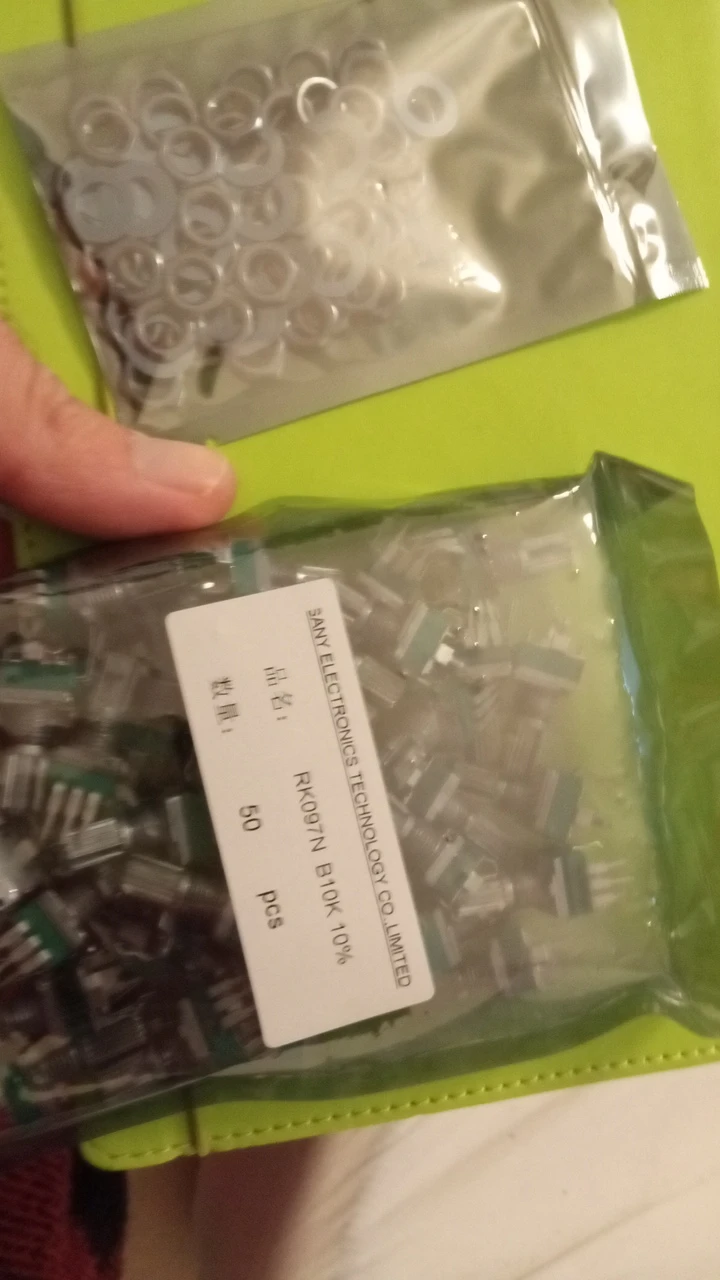 SANY ELECTRONICS TECHNOLOGY CO.,LIMITED
品名: RK097N B10K 10%
数量: 50 pcs